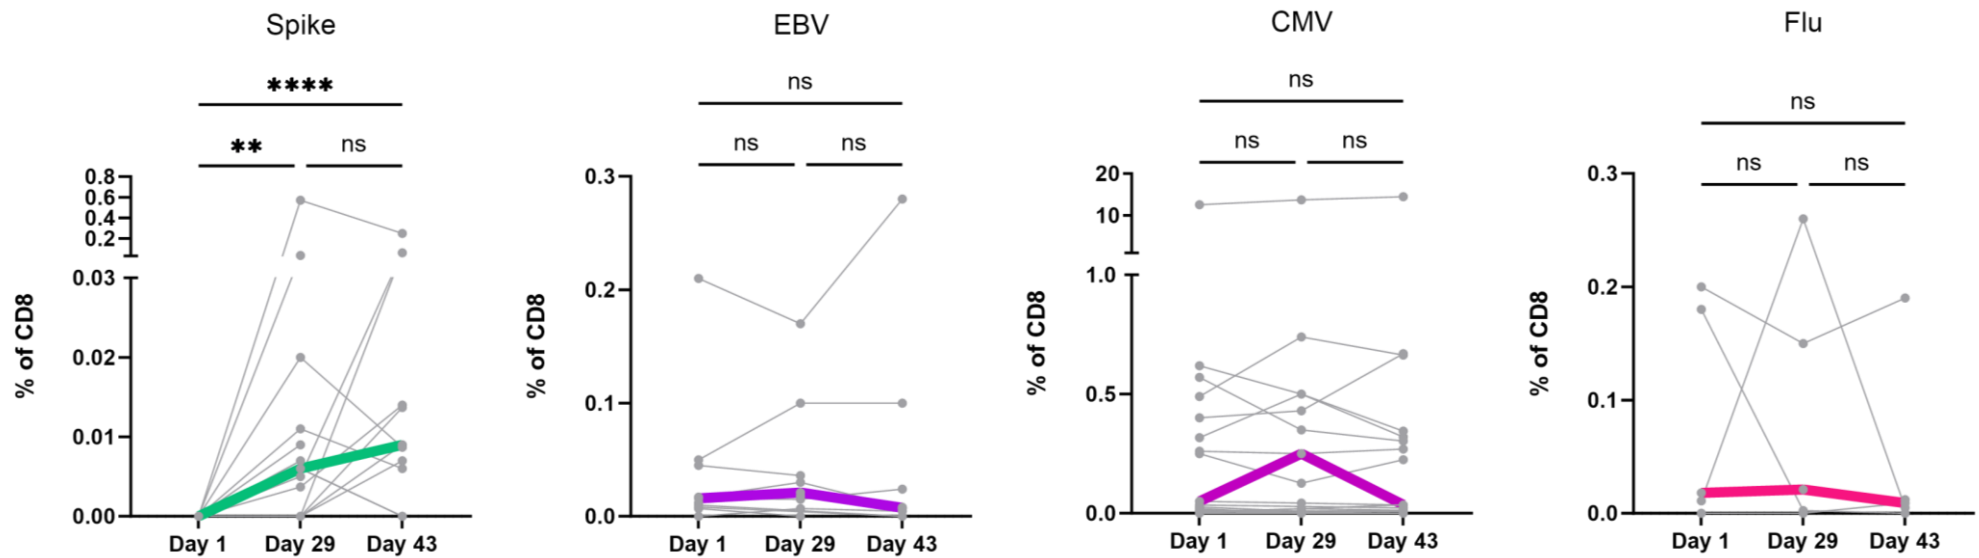 Spike
****
** ns
0.8
0.6
0.4
0.2
0.03
0.02
0.01
0.00
% of CD8
Day 1 Day 29 Day 43
EBV
ns
ns ns
0.3
0.2
0.1
0.0
% of CD8
Day 1 Day 29 Day 43
CMV
ns
ns ns
20
10
1.0
0.5
0.0
% of CD8
Day 1 Day 29 Day 43
Flu
ns
ns ns
0.3
0.2
0.1
0.0
% of CD8
Day 1 Day 29 Day 43